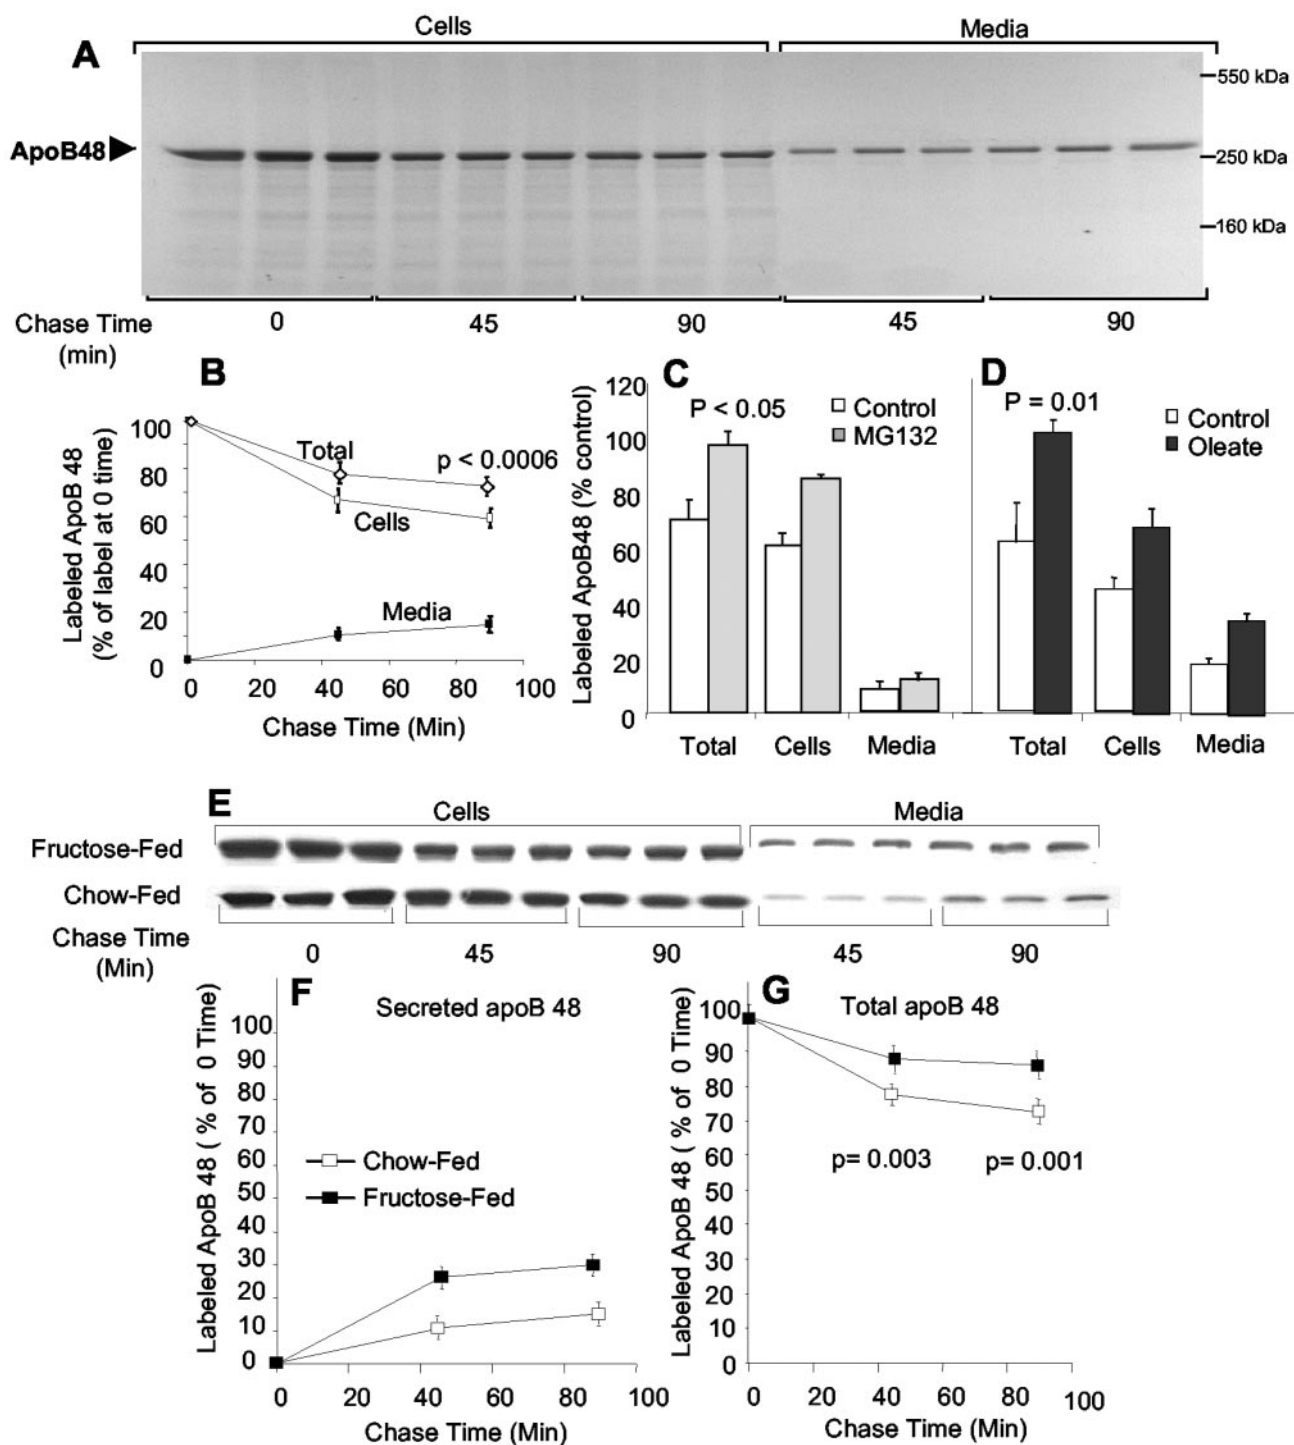 Cells
Media
A
550 kDa
ApoB48
250 kDa
160 kDa
Chase Time
(min)
0
45
90
45
90
B
Labeled ApoB 48
(% of label at 0 time)
100
80
60
40
20
0
Total
p < 0.0006
Cells
Media
0 20 40 60 80 100
Chase Time (Min)
C
Labeled ApoB48 (% control)
120
100
80
60
40
20
0
P < 0.05
Control
MG132
Total Cells Media
D
P = 0.01
Control
Oleate
Total Cells Media
E
Cells
Media
Fructose-Fed
Chow-Fed
Chase Time
(Min)
0
45
90
45
90
F
Secreted apoB 48
Labeled ApoB 48 ( % of 0 Time)
100
90
80
70
60
50
40
30
20
10
0
Chow-Fed
Fructose-Fed
0 20 40 60 80 100
Chase Time (Min)
G
Total apoB 48
Labeled ApoB 48 ( % of 0 Time)
100
90
80
70
60
50
40
30
20
10
0
p= 0.003
p= 0.001
0 20 40 60 80 100
Chase Time (Min)